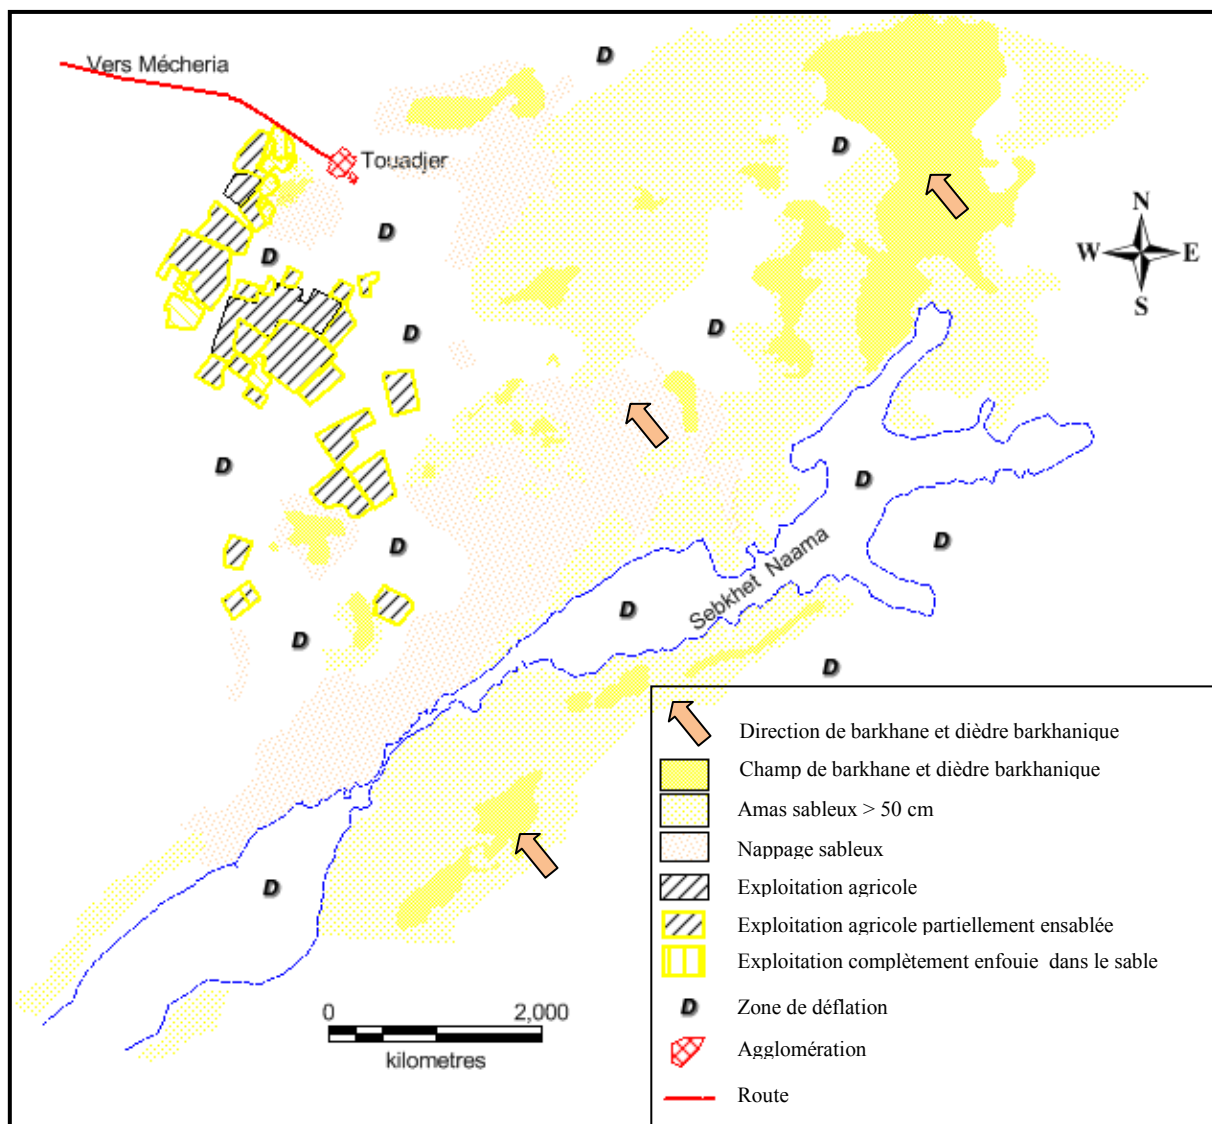 D
Vers Mécheria
D
Touadjer
N
D
W E
D
S
D
D
D
D
D
D
Sebkhet Naama
D
D
D
Direction de barkhane et dièdre barkhanique
Champ de barkhane et dièdre barkhanique
Amas sableux > 50 cm
Nappage sableux
D
Exploitation agricole
Exploitation agricole partiellement ensablée
Exploitation complètement enfouie dans le sable
D Zone de déflation
0 2,000
kilometres
Agglomération
Route